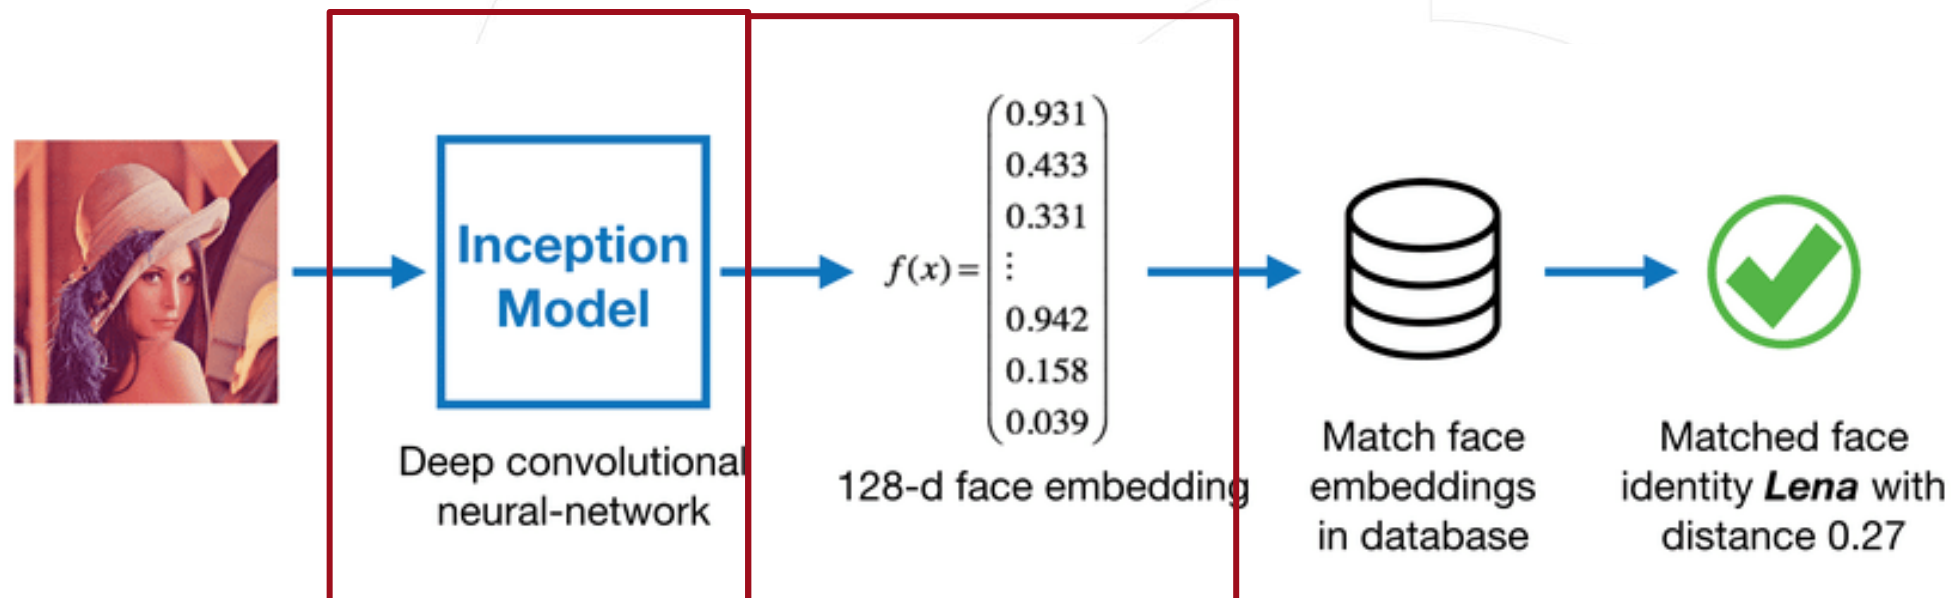 Inception
Model
Deep convolutional
neural-network
f(x) =
0.931
0.433
0.331
⋮
0.942
0.158
0.039
128-d face embedding
Match face
embeddings
in database
Matched face
identity Lena with
distance 0.27